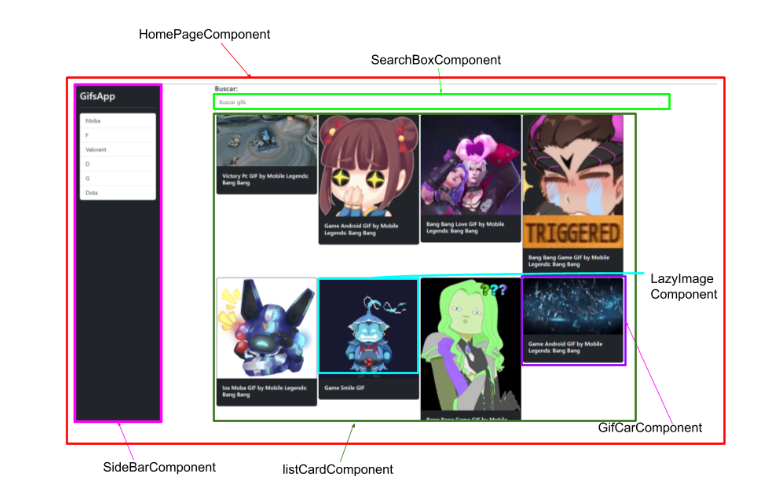 HomePageComponent
SearchBoxComponent
GifsApp
Buscar:
Buscar gifs
Moba
F
Valorant
D
G
Dota
Victory Pc GIF by Mobile Legends:
Bang Bang
Game Android GIF by Mobile
Legends: Bang Bang
Bang Bang Love GIF by Mobile
Legends: Bang Bang
TRIGGERED
Bang Bang Game GIF by Mobile
Legends: Bang Bang
LazyImage
Component
???
Ios Moba GIF by Mobile Legends:
Bang Bang
Game Smile GIF
Bang Bang Game GIF by Mobile
Game Android GIF by Mobile
Legends: Bang Bang
GifCarComponent
SideBarComponent
listCardComponent